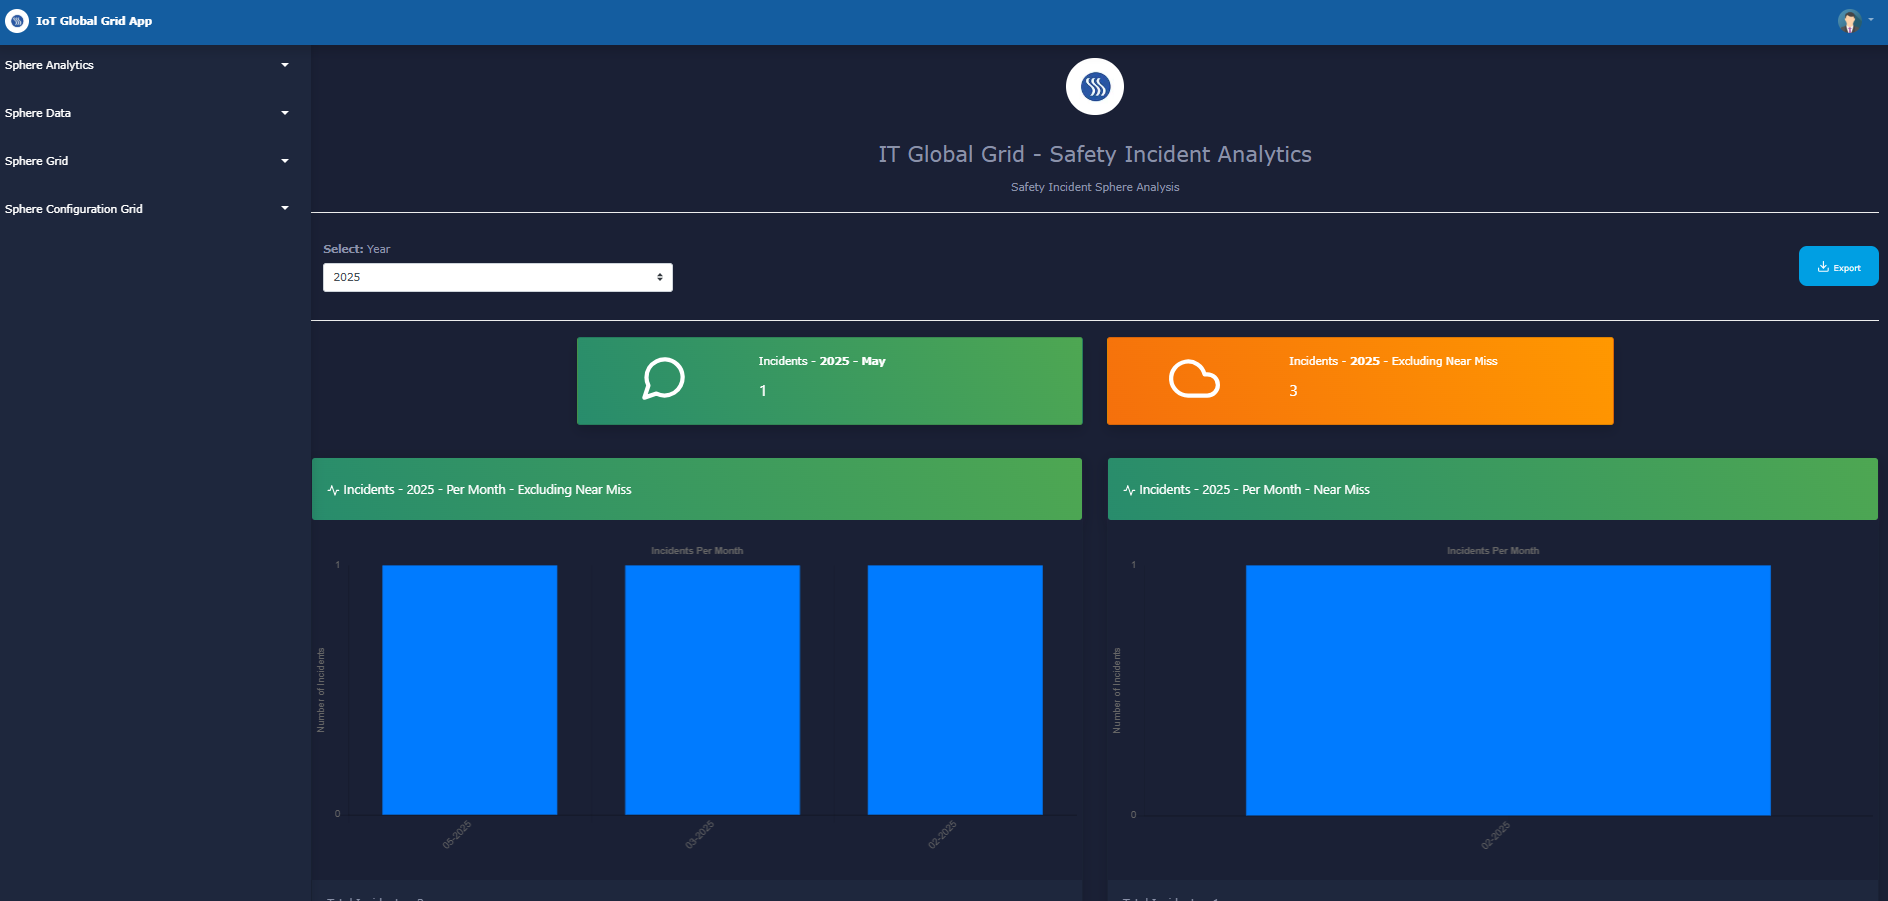 IoT Global Grid App
Sphere Analytics
Sphere Data
Sphere Grid
Sphere Configuration Grid
IT Global Grid - Safety Incident Analytics
Safety Incident Sphere Analysis
Select: Year
2025
Export
Incidents - 2025 - May
1
Incidents - 2025 - Excluding Near Miss
3
Incidents - 2025 - Per Month - Excluding Near Miss
Incidents Per Month
1
Number of Incidents
0
05-2025
03-2025
02-2025
Incidents - 2025 - Per Month - Near Miss
Incidents Per Month
1
Number of Incidents
0
02-2025